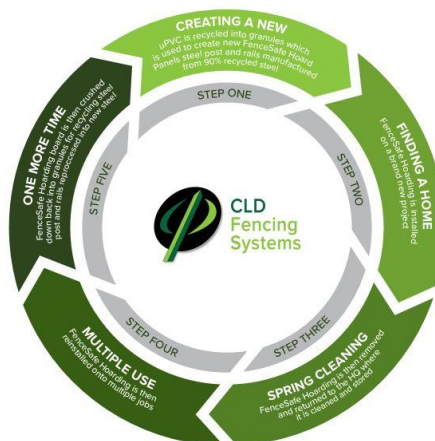 CREATING A NEW
uPVC is recycled into granules which
is used to create new FenceSafe Hoard
Panels steel post and rails manufactured
from 90% recycled steel
STEP ONE
FINDING A HOME
FenceSafe Hoarding is installed
on a brand new project
STEP TWO
SPRING CLEANING
FenceSafe Hoarding is then removed
and returned to the HQ where
it is cleaned and stored
STEP THREE
MULTIPLE USE
FenceSafe Hoarding is then
reinstalled onto multiple jobs
STEP FOUR
ONE MORE TIME
FenceSafe Hoarding board is then crushed
down back into granules for recycling steel
post and rails reproccesed into new steel
STEP FIVE
CLD
Fencing
Systems